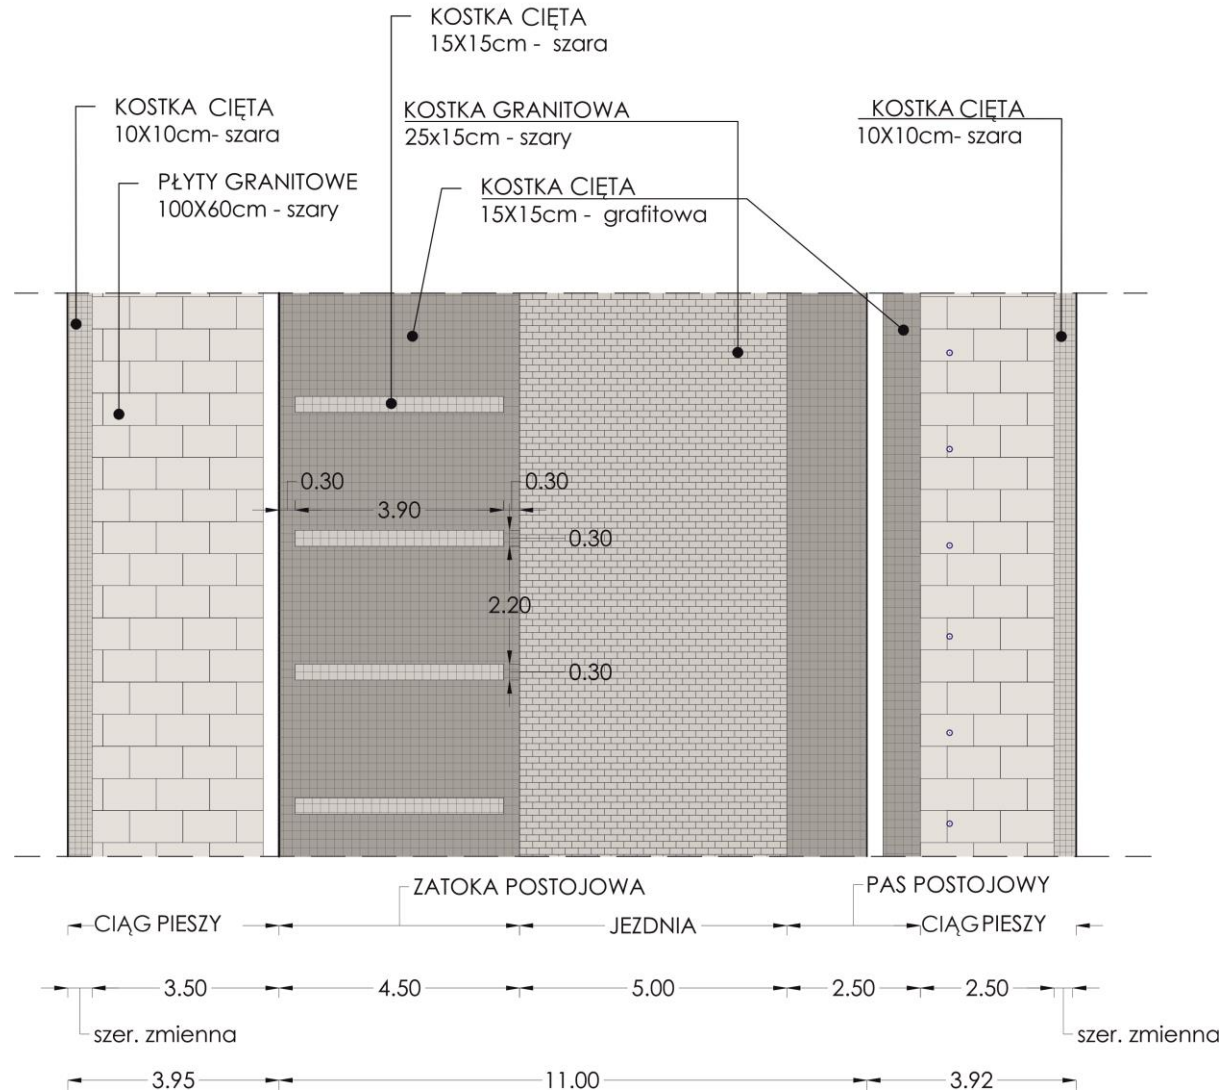 KOSTKA CIĘTA
15X15cm - szara
KOSTKA CIĘTA
10X10cm- szara
KOSTKA GRANITOWA
25x15cm - szary
KOSTKA CIĘTA
10X10cm- szara
PŁYTY GRANITOWE
100X60cm - szary
KOSTKA CIĘTA
15X15cm - grafitowa
0.30
0.30
3.90
0.30
2.20
0.30
ZATOKA POSTOJOWA
PAS POSTOJOWY
CIĄG PIESZY
JEZDNIA
CIĄG PIESZY
3.50
4.50
5.00
2.50
2.50
szer. zmienna
szer. zmienna
3.95
11.00
3.92